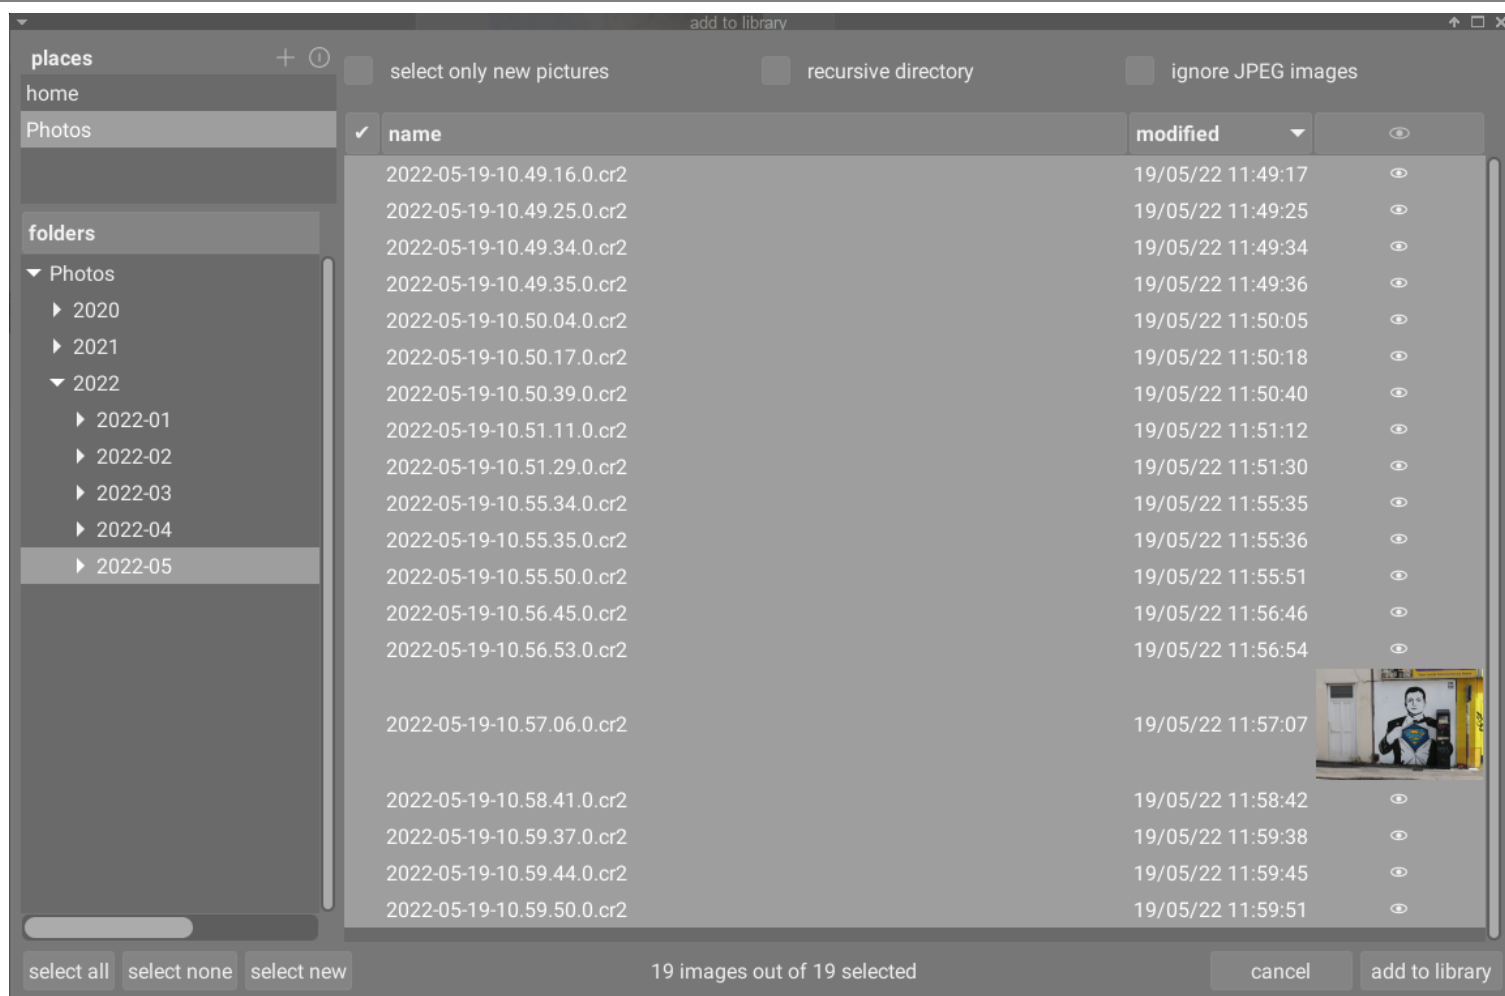 add to library
places
home
Photos
folders
Photos
2020
2021
2022
2022-01
2022-02
2022-03
2022-04
2022-05
select only new pictures recursive directory ignore JPEG images
✔ name modified
2022-05-19-10.49.16.0.cr2 19/05/22 11:49:17
2022-05-19-10.49.25.0.cr2 19/05/22 11:49:25
2022-05-19-10.49.34.0.cr2 19/05/22 11:49:34
2022-05-19-10.49.35.0.cr2 19/05/22 11:49:36
2022-05-19-10.50.04.0.cr2 19/05/22 11:50:05
2022-05-19-10.50.17.0.cr2 19/05/22 11:50:18
2022-05-19-10.50.39.0.cr2 19/05/22 11:50:40
2022-05-19-10.51.11.0.cr2 19/05/22 11:51:12
2022-05-19-10.51.29.0.cr2 19/05/22 11:51:30
2022-05-19-10.55.34.0.cr2 19/05/22 11:55:35
2022-05-19-10.55.35.0.cr2 19/05/22 11:55:36
2022-05-19-10.55.50.0.cr2 19/05/22 11:55:51
2022-05-19-10.56.45.0.cr2 19/05/22 11:56:46
2022-05-19-10.56.53.0.cr2 19/05/22 11:56:54
2022-05-19-10.57.06.0.cr2 19/05/22 11:57:07
2022-05-19-10.58.41.0.cr2 19/05/22 11:58:42
2022-05-19-10.59.37.0.cr2 19/05/22 11:59:38
2022-05-19-10.59.44.0.cr2 19/05/22 11:59:45
2022-05-19-10.59.50.0.cr2 19/05/22 11:59:51
select all select none select new 19 images out of 19 selected cancel add to library